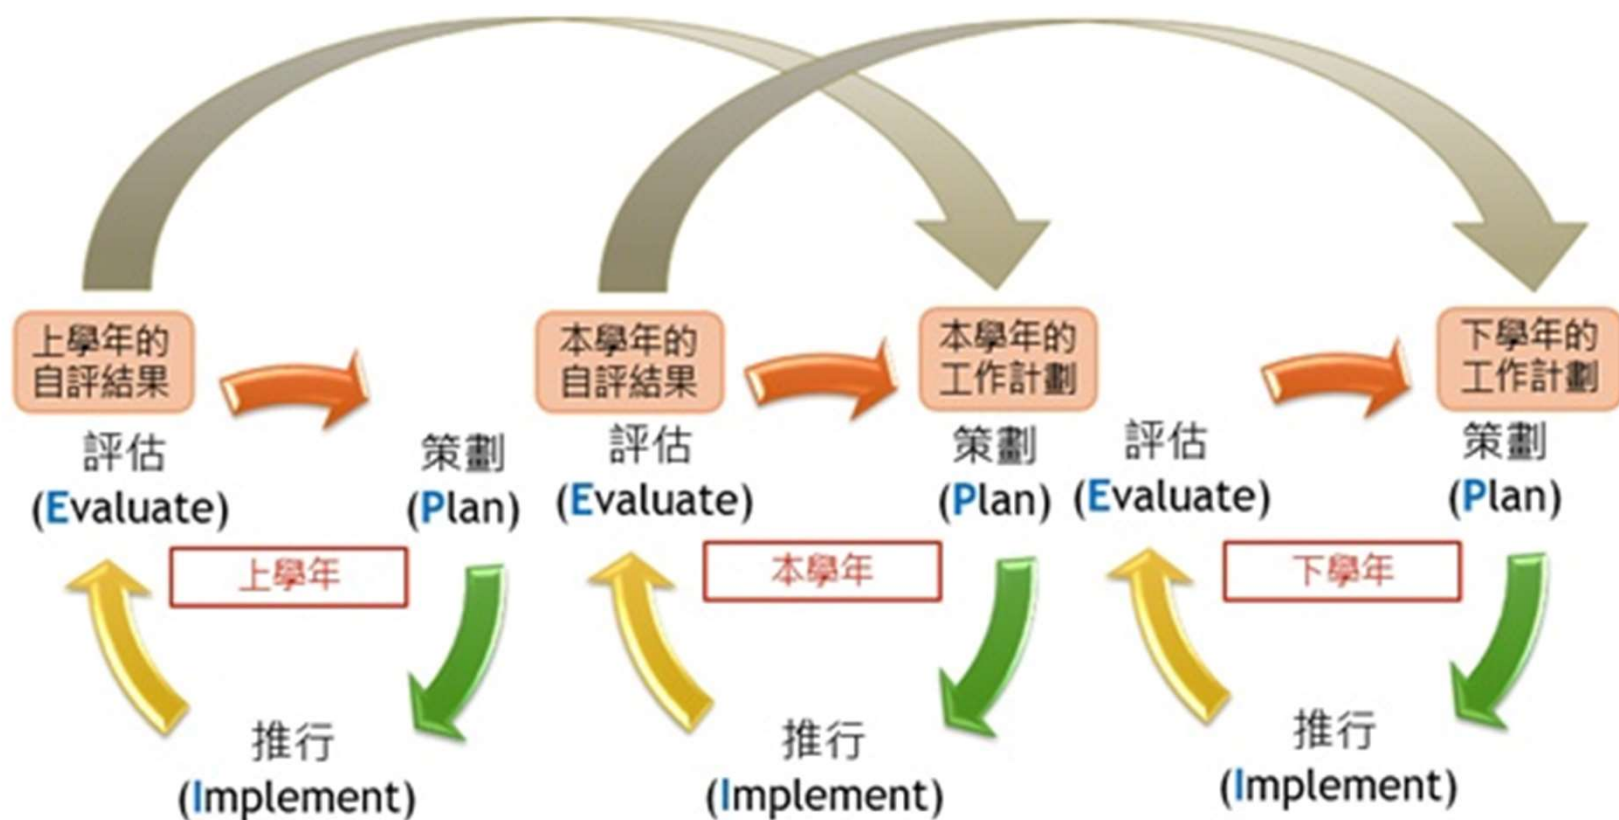 上學年的
自評結果
評估
(Evaluate)
策劃
(Plan)
上學年
推行
(Implement)
本學年的
自評結果
評估
(Evaluate)
本學年的
工作計劃
策劃
(Plan)
本學年
推行
(Implement)
評估
(Evaluate)
下學年的
工作計劃
策劃
(Plan)
下學年
推行
(Implement)